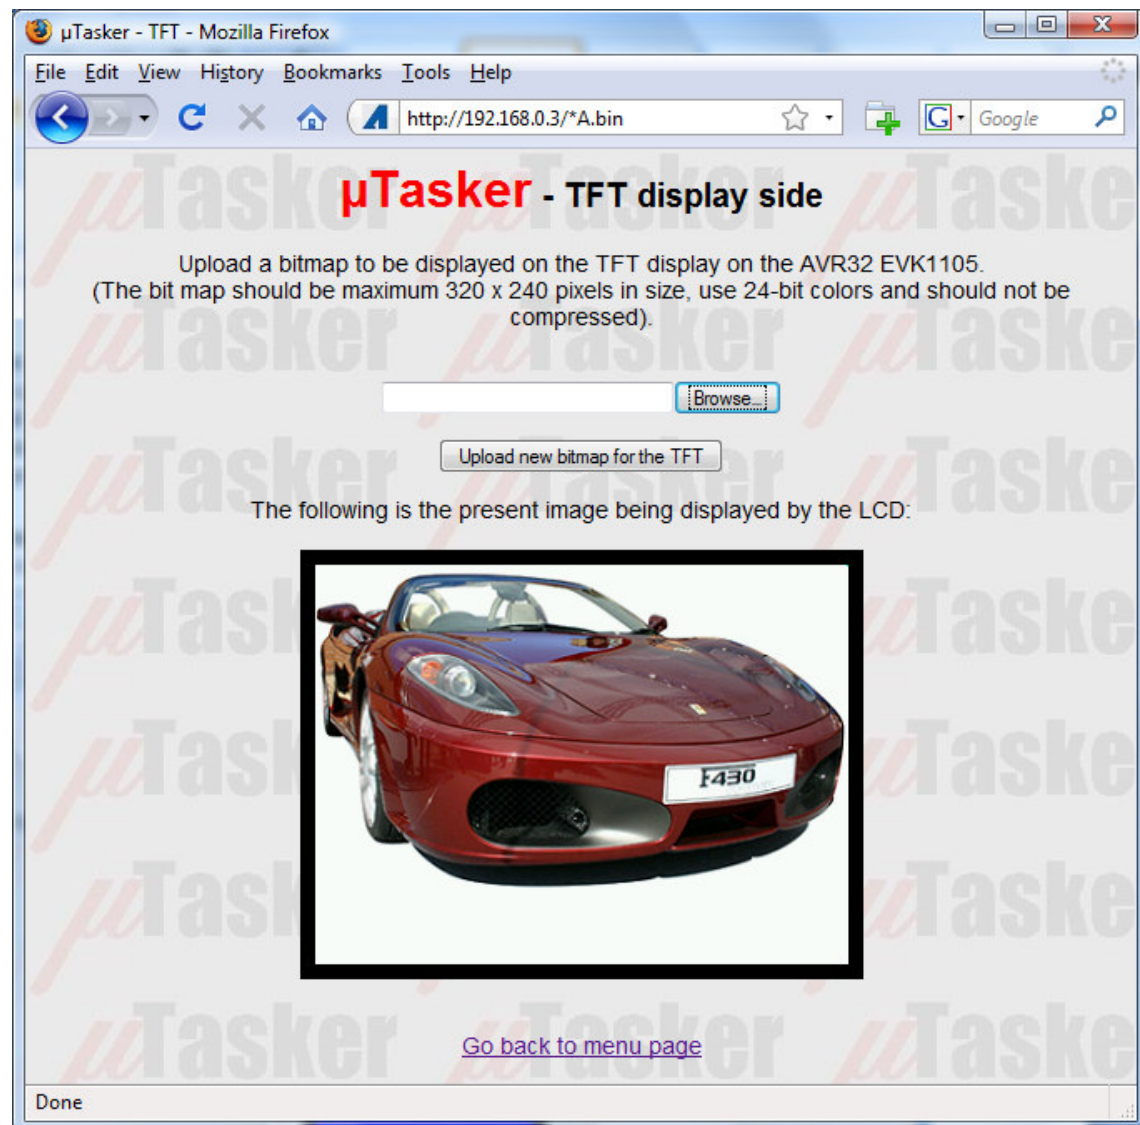 µTasker - TFT - Mozilla Firefox
File Edit View History Bookmarks Tools Help
http://192.168.0.3/*A.bin
G Google
µTasker - TFT display side
Upload a bitmap to be displayed on the TFT display on the AVR32 EVK1105.
(The bit map should be maximum 320 x 240 pixels in size, use 24-bit colors and should not be
compressed).
Browse...
Upload new bitmap for the TFT
The following is the present image being displayed by the LCD:
F430
Go back to menu page
Done